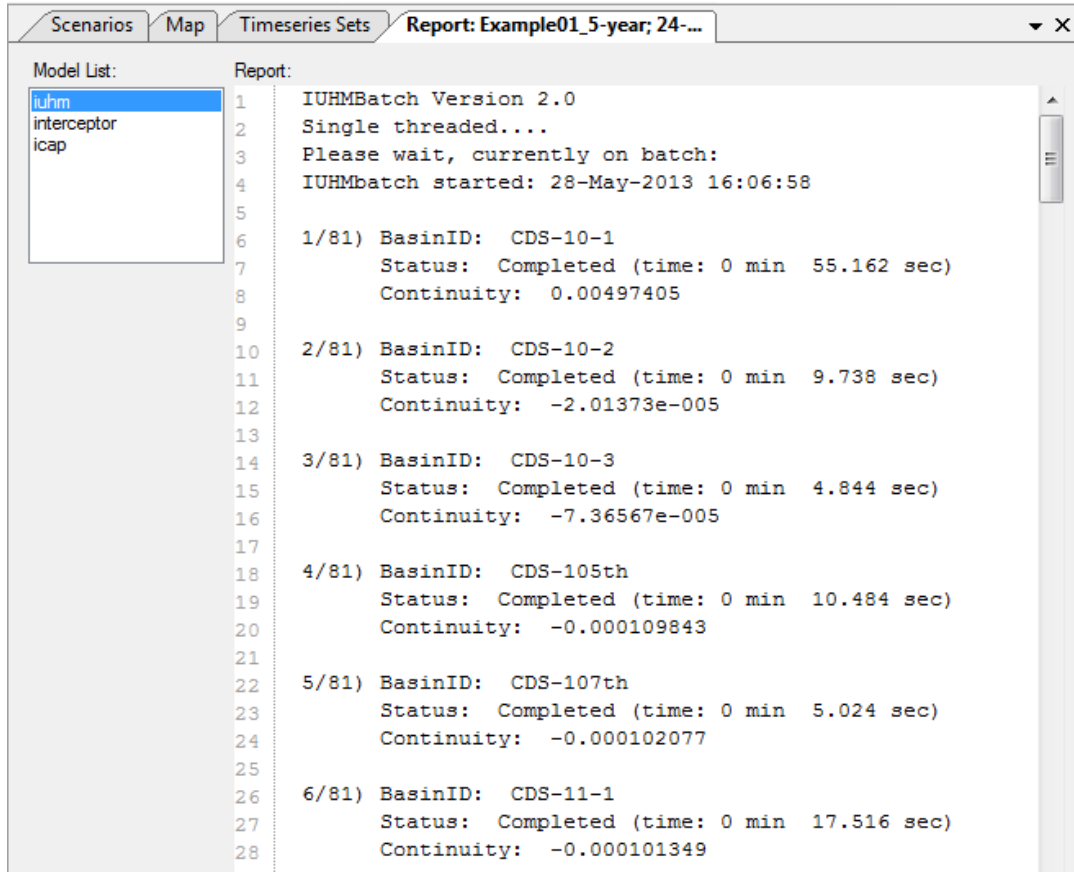 Scenarios Map Timeseries Sets Report: Example01_5-year; 24-...
Model List: Report:
iuhm
interceptor
icap
1 IUHMBatch Version 2.0
2 Single threaded....
3 Please wait, currently on batch:
4 IUHMbatch started: 28-May-2013 16:06:58
5
6 1/81) BasinID: CDS-10-1
7 Status: Completed (time: 0 min 55.162 sec)
8 Continuity: 0.00497405
9
10 2/81) BasinID: CDS-10-2
11 Status: Completed (time: 0 min 9.738 sec)
12 Continuity: -2.01373e-005
13
14 3/81) BasinID: CDS-10-3
15 Status: Completed (time: 0 min 4.844 sec)
16 Continuity: -7.36567e-005
17
18 4/81) BasinID: CDS-105th
19 Status: Completed (time: 0 min 10.484 sec)
20 Continuity: -0.000109843
21
22 5/81) BasinID: CDS-107th
23 Status: Completed (time: 0 min 5.024 sec)
24 Continuity: -0.000102077
25
26 6/81) BasinID: CDS-11-1
27 Status: Completed (time: 0 min 17.516 sec)
28 Continuity: -0.000101349